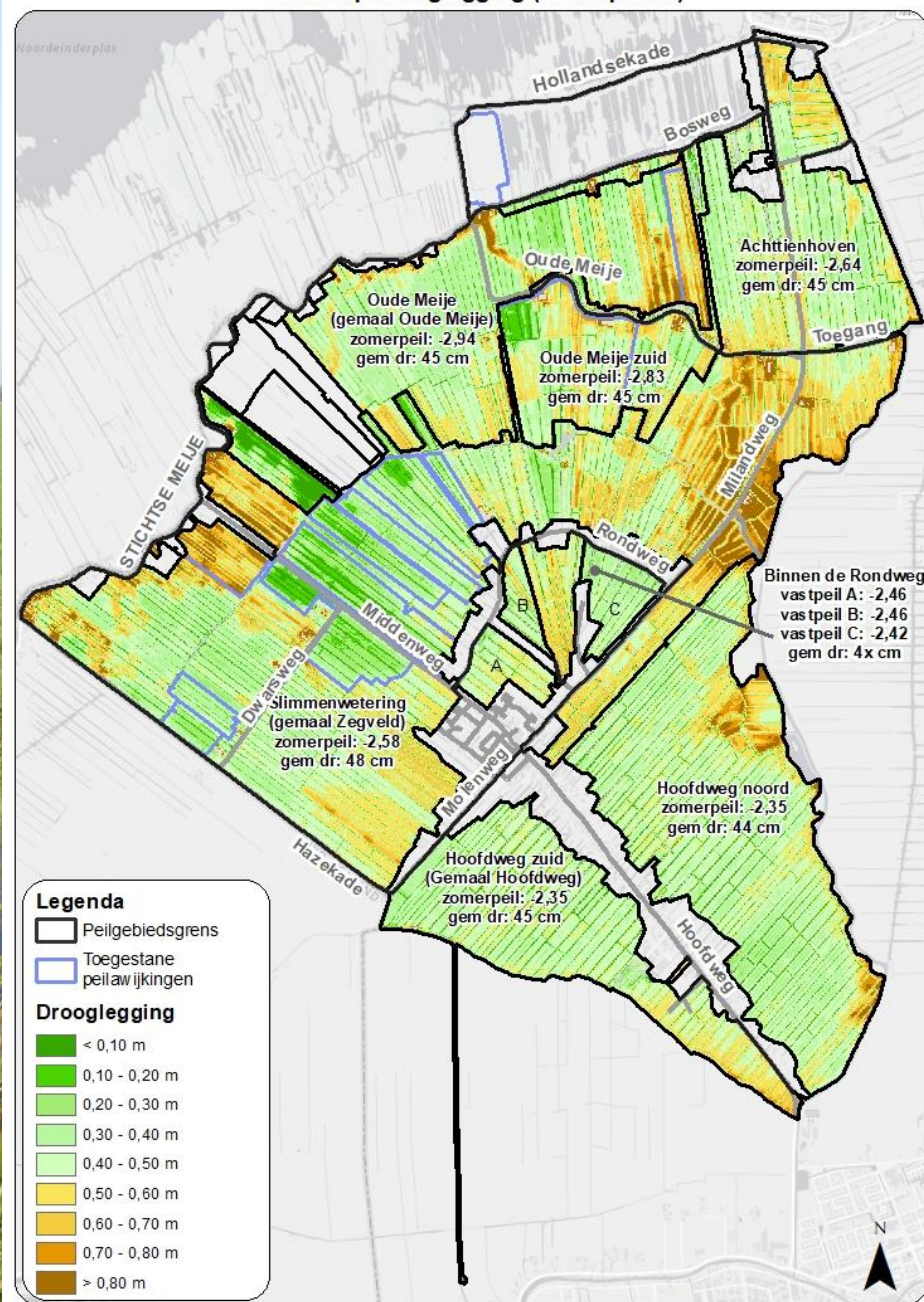 Noordeinderplas
Hollandsekade
Bosweg
Achttienhoven
zomerpeil: -2,64
gem dr: 45 cm
Oude Meije
Oude Meije
(gemaal Oude Meije)
zomerpeil: -2,94
gem dr: 45 cm
Toegang
Oude Meije zuid
zomerpeil: -2,83
gem dr: 45 cm
Milandweg
STICHTSE MEIJE
Rondweg
Binnen de Rondweg
vastpeil A: -2,46
vastpeil B: -2,46
vastpeil C: -2,42
gem dr: 4x cm
B
C
A
Middenweg
Dwarsweg
Slimmenwetering
(gemaal Zegveld)
zomerpeil: -2,58
gem dr: 48 cm
Molenweg
Hoofdweg noord
zomerpeil: -2,35
gem dr: 44 cm
Hazekade
Hoofdweg zuid
(Gemaal Hoofdweg)
zomerpeil: -2,35
gem dr: 45 cm
Hoofdweg
Legenda
Peilgebiedsgrens
Toegestane
peilawijkingen
Drooglegging
< 0,10 m
0,10 - 0,20 m
0,20 - 0,30 m
0,30 - 0,40 m
0,40 - 0,50 m
0,50 - 0,60 m
0,60 - 0,70 m
0,70 - 0,80 m
> 0,80 m
N